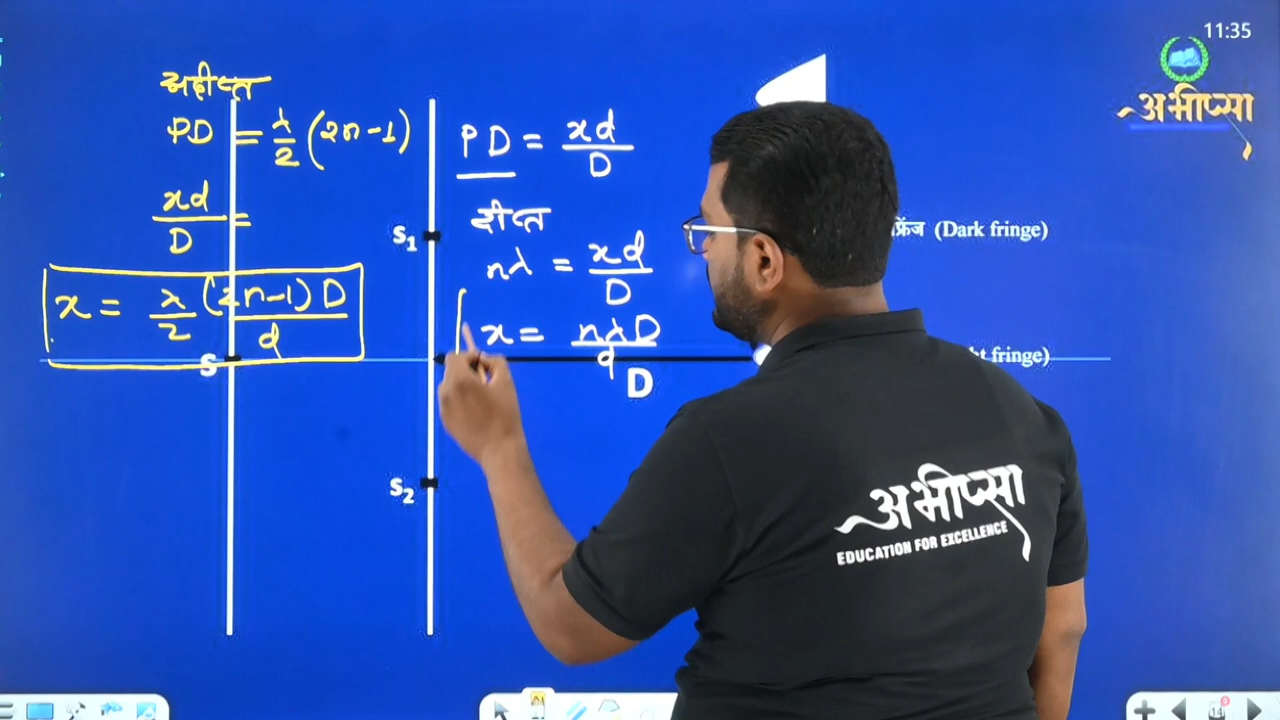 11:35
अभीप्सा
अदीप्त
PD = λ/2 (2n-1)
xd/D =
x = λ/2 (2n-1) D/d
S
S₁
S₂
PD = xd/D
दीप्त
nλ = xd/D
x = nλD/d
D
फ्रिंज (Dark fringe)
fringe)
अभीप्सा
EDUCATION FOR EXCELLENCE
14